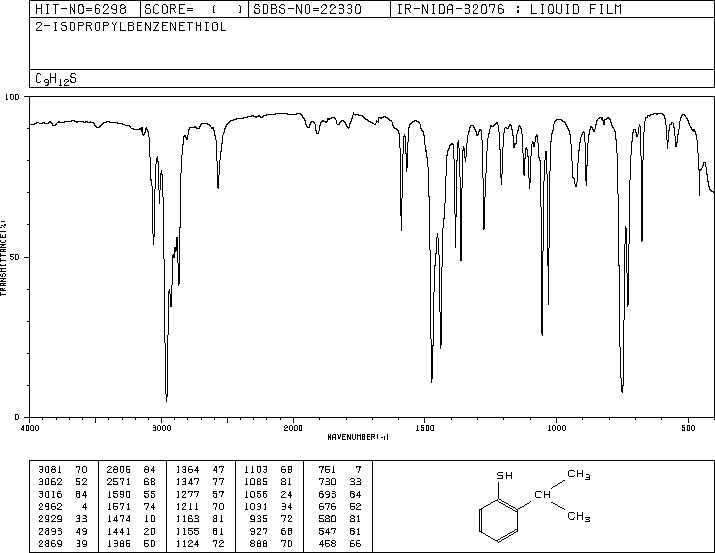 HIT-NO=6298 SCORE= ( ) SDBS-NO=22330 IR-NIDA-32076 : LIQUID FILM
2-ISOPROPYLBENZENETHIOL
C9H12S
100
50
0
TRANSMITTANCE(%)
4000 3000 2000 1500 1000 500
WAVENUMBER(-1)
3081 70 2806 84 1364 47 1103 68 751 7
3062 52 2571 68 1347 77 1085 81 730 33
3016 64 1590 55 1277 57 1056 24 693 84
2962 4 1571 74 1211 70 1031 34 676 52
2929 33 1474 10 1163 81 935 72 580 81
2893 49 1441 20 1155 81 927 68 547 81
2869 39 1386 50 1124 72 888 70 458 66
SH
CH3
CH
CH3